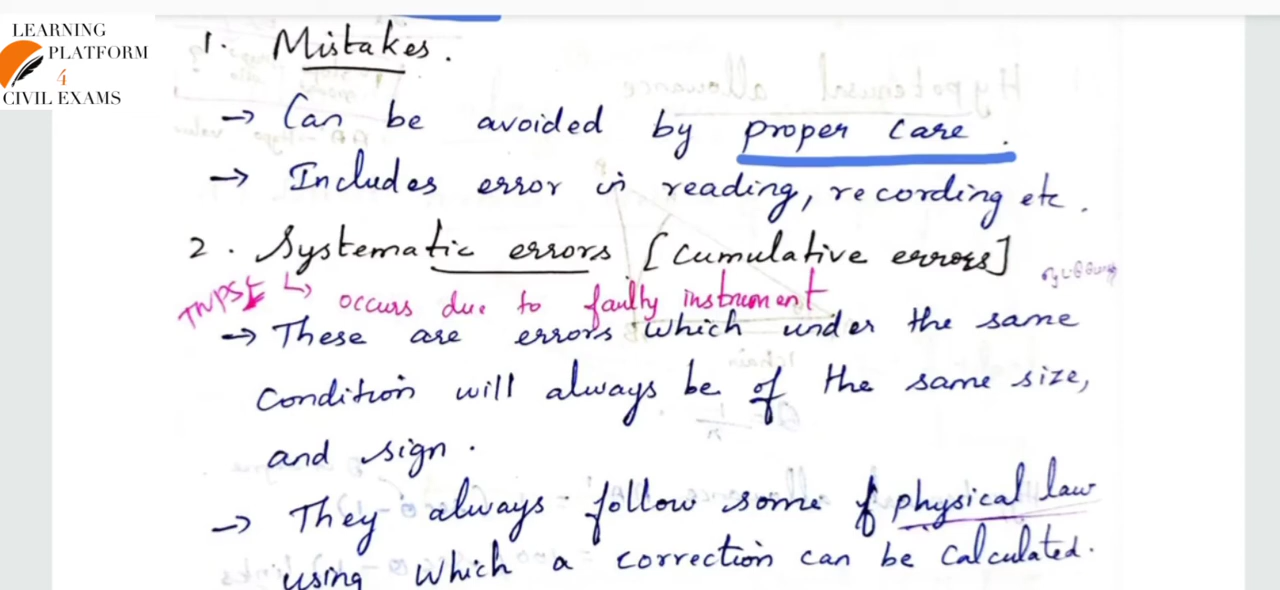 LEARNING
PLATFORM
4
CIVIL EXAMS
1. Mistakes.
→ Can be avoided by proper care.
→ Includes error in reading, recording etc.
2. Systematic errors [Cumulative errors]
TNPSC ↳ occurs due to faulty instrument
→ These are errors which under the same
condition will always be of the same size,
and sign.
→ They always follow some physical law
using which a correction can be calculated.